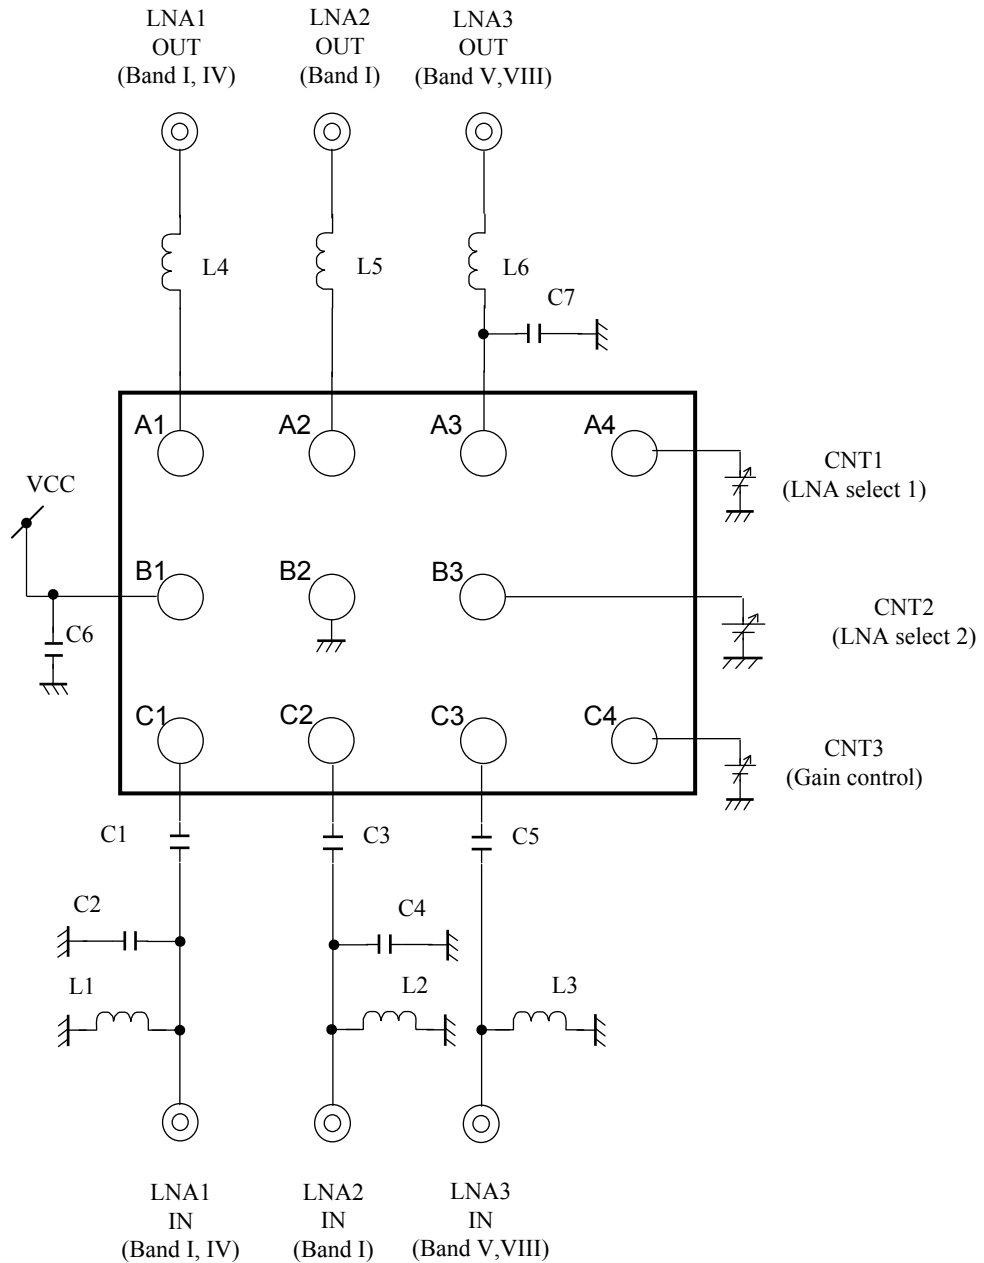 LNA1
OUT
(Band I, IV)
LNA2
OUT
(Band I)
LNA3
OUT
(Band V,VIII)
L4
L5
L6
C7
A1
A2
A3
A4
CNT1
(LNA select 1)
VCC
B1
B2
B3
CNT2
(LNA select 2)
C6
C1
C2
C3
C4
CNT3
(Gain control)
C1
C3
C5
C2
C4
L1
L2
L3
LNA1
IN
(Band I, IV)
LNA2
IN
(Band I)
LNA3
IN
(Band V,VIII)